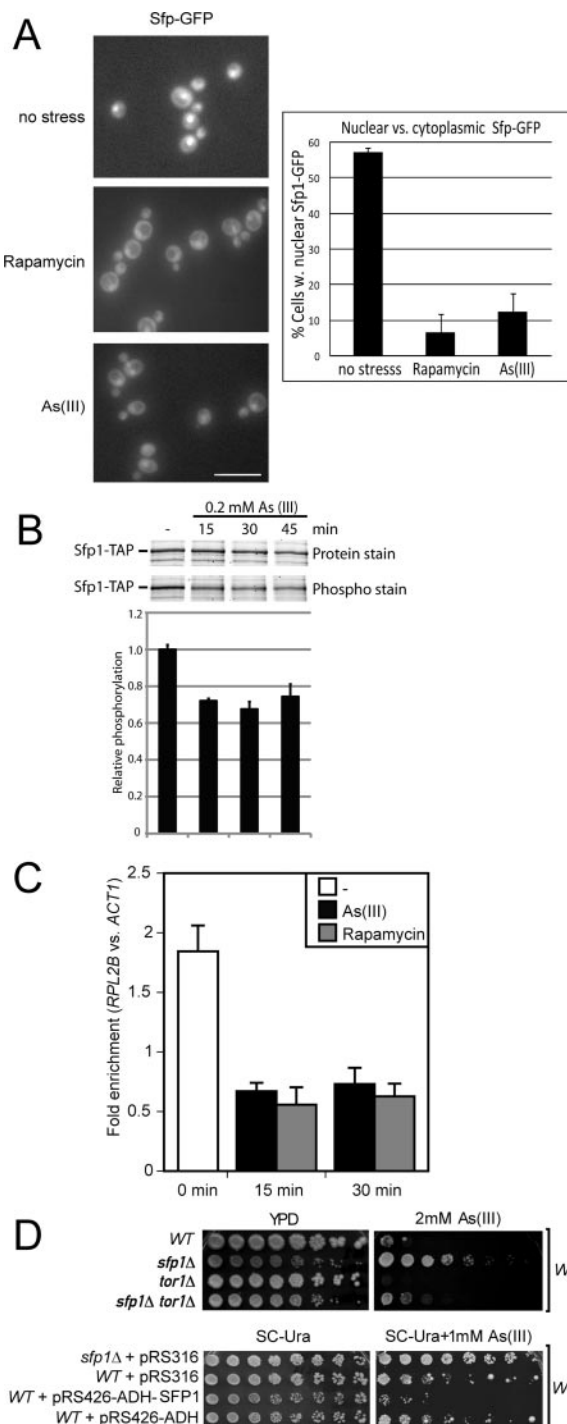 A
Sfp-GFP
no stress
Rapamycin
As(III)
Nuclear vs. cytoplasmic Sfp-GFP
% Cells w. nuclear Sfp1-GFP
60
50
40
30
20
10
0
no stresss Rapamycin As(III)
B
0.2 mM As (III)
- 15 30 45 min
Sfp1-TAP Protein stain
Sfp1-TAP Phospho stain
Relative phosphorylation
1.2
1.0
0.8
0.6
0.4
0.2
0
C
Fold enrichment (RPL2B vs. ACT1)
2.5
2
1.5
1
0.5
0
-
As(III)
Rapamycin
0 min 15 min 30 min
D
YPD 2mM As(III)
WT
sfp1Δ
tor1Δ
sfp1Δ tor1Δ
SC-Ura SC-Ura+1mM As(III)
sfp1Δ + pRS316
WT + pRS316
WT + pRS426-ADH-SFP1
WT + pRS426-ADH